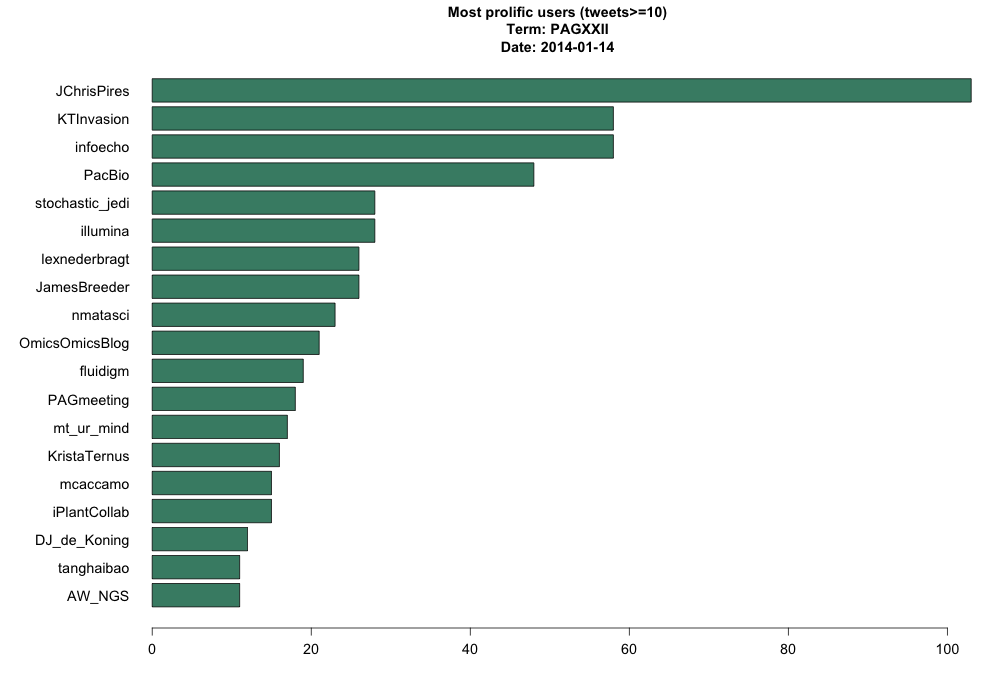 Most prolific users (tweets>=10)
Term: PAGXXII
Date: 2014-01-14
JChrisPires
KTInvasion
infoecho
PacBio
stochastic_jedi
illumina
lexnederbragt
JamesBreeder
nmatasci
OmicsOmicsBlog
fluidigm
PAGmeeting
mt_ur_mind
KristaTernus
mcaccamo
iPlantCollab
DJ_de_Koning
tanghaibao
AW_NGS
0 20 40 60 80 100